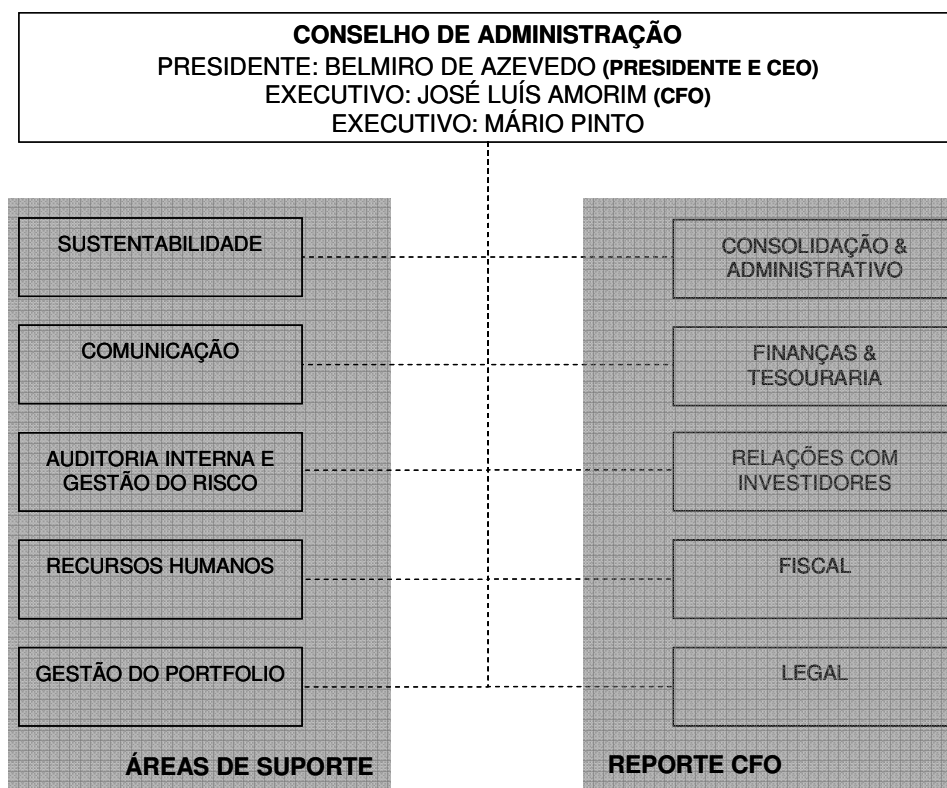 CONSELHO DE ADMINISTRAÇÃO
PRESIDENTE: BELMIRO DE AZEVEDO (PRESIDENTE E CEO)
EXECUTIVO: JOSÉ LUÍS AMORIM (CFO)
EXECUTIVO: MÁRIO PINTO
SUSTENTABILIDADE
COMUNICAÇÃO
AUDITORIA INTERNA E
GESTÃO DO RISCO
RECURSOS HUMANOS
GESTÃO DO PORTFOLIO
ÁREAS DE SUPORTE
CONSOLIDAÇÃO &
ADMINISTRATIVO
FINANÇAS &
TESOURARIA
RELAÇÕES COM
INVESTIDORES
FISCAL
LEGAL
REPORTE CFO